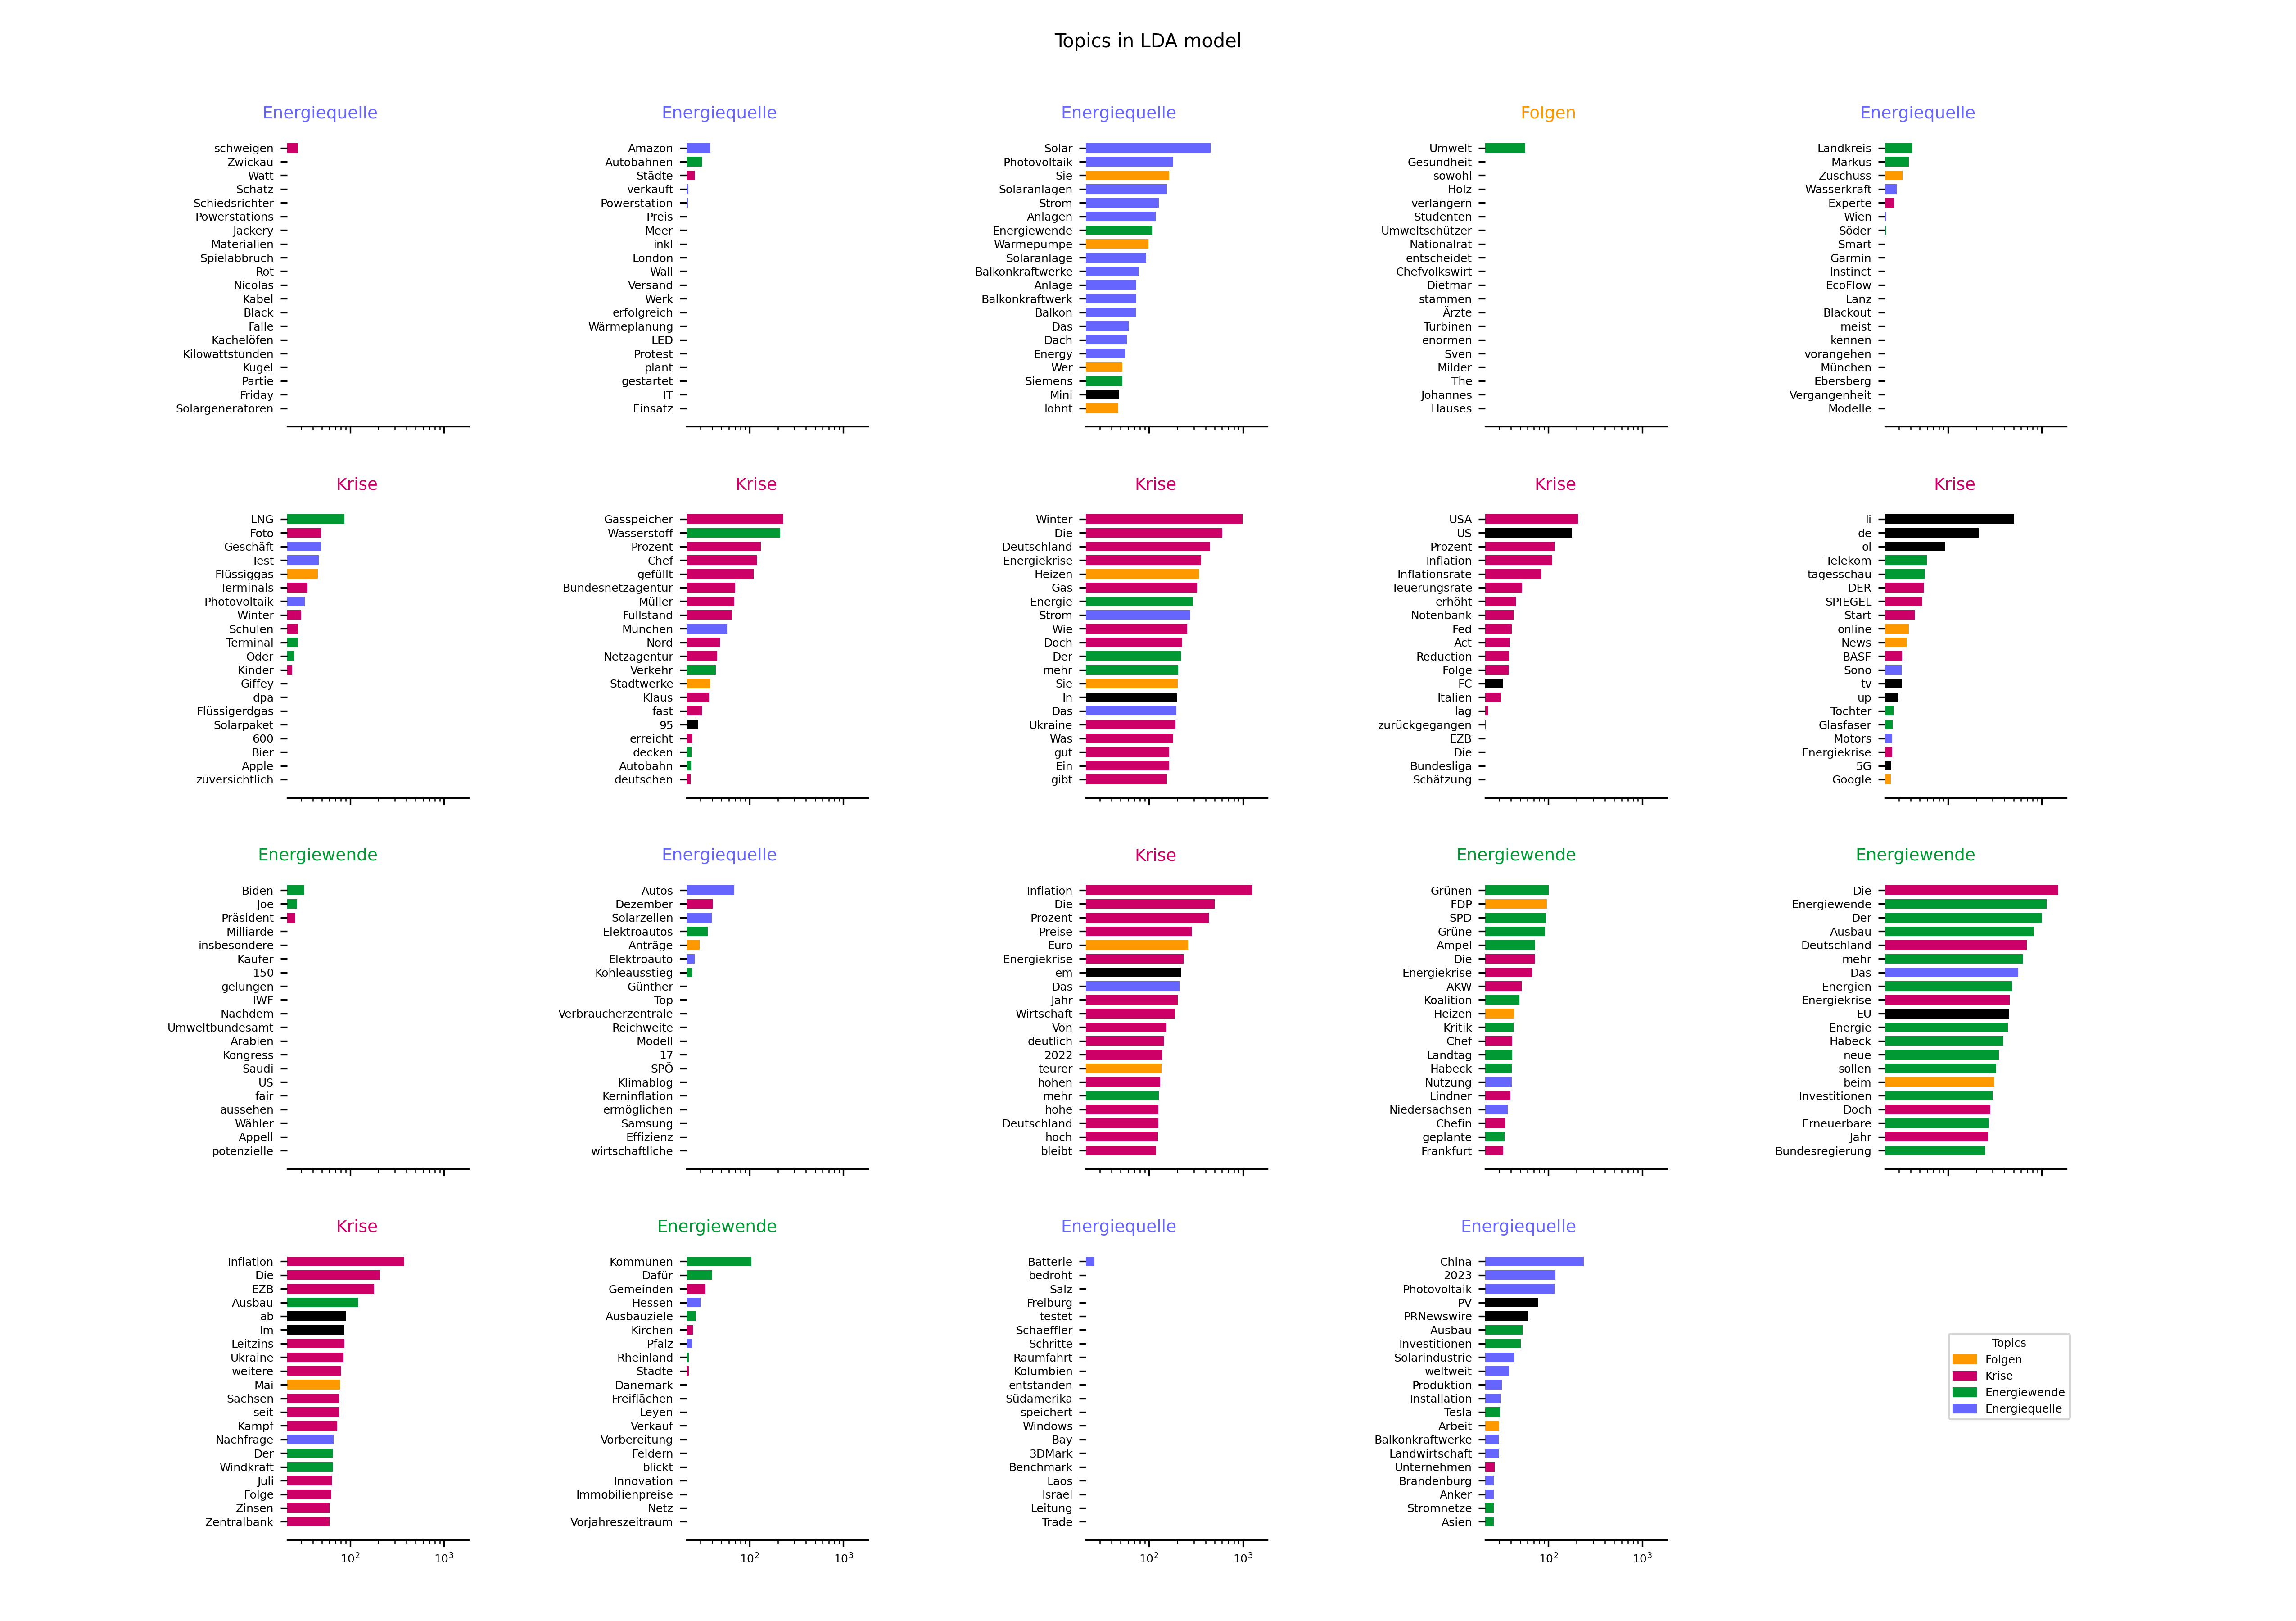 Topics in LDA model
Energiequelle
schweigen
Zwickau
Watt
Schatz
Schiedsrichter
Powerstations
Jackery
Materialien
Spielabbruch
Rot
Nicolas
Kabel
Black
Falle
Kachelöfen
Kilowattstunden
Kugel
Partie
Friday
Solargeneratoren
Energiequelle
Amazon
Autobahnen
Städte
verkauft
Powerstation
Preis
Meer
inkl
London
Wall
Versand
Werk
erfolgreich
Wärmeplanung
LED
Protest
plant
gestartet
IT
Einsatz
Energiequelle
Solar
Photovoltaik
Sie
Solaranlagen
Strom
Anlagen
Energiewende
Wärmepumpe
Solaranlage
Balkonkraftwerke
Anlage
Balkonkraftwerk
Balkon
Das
Dach
Energy
Wer
Siemens
Mini
lohnt
Folgen
Umwelt
Gesundheit
sowohl
Holz
verlängern
Studenten
Umweltschützer
Nationalrat
entscheidet
Chefvolkswirt
Dietmar
stammen
Ärzte
Turbinen
enormen
Sven
Milder
The
Johannes
Hauses
Energiequelle
Landkreis
Markus
Zuschuss
Wasserkraft
Experte
Wien
Söder
Smart
Garmin
Instinct
EcoFlow
Lanz
Blackout
meist
kennen
vorangehen
München
Ebersberg
Vergangenheit
Modelle
Krise
LNG
Foto
Geschäft
Test
Flüssiggas
Terminals
Photovoltaik
Winter
Schulen
Terminal
Oder
Kinder
Giffey
dpa
Flüssigerdgas
Solarpaket
600
Bier
Apple
zuversichtlich
Krise
Gasspeicher
Wasserstoff
Prozent
Chef
gefüllt
Bundesnetzagentur
Müller
Füllstand
München
Nord
Netzagentur
Verkehr
Stadtwerke
Klaus
fast
95
erreicht
decken
Autobahn
deutschen
Krise
Winter
Die
Deutschland
Energiekrise
Heizen
Gas
Energie
Strom
Wie
Doch
Der
mehr
Sie
In
Das
Ukraine
Was
gut
Ein
gibt
Krise
USA
US
Prozent
Inflation
Inflationsrate
Teuerungsrate
erhöht
Notenbank
Fed
Act
Reduction
Folge
FC
Italien
lag
zurückgegangen
EZB
Die
Bundesliga
Schätzung
Krise
li
de
ol
Telekom
tagesschau
DER
SPIEGEL
Start
online
News
BASF
Sono
tv
up
Tochter
Glasfaser
Motors
Energiekrise
5G
Google
Energiewende
Biden
Joe
Präsident
Milliarde
insbesondere
Käufer
150
gelungen
IWF
Nachdem
Umweltbundesamt
Arabien
Kongress
Saudi
US
fair
aussehen
Wähler
Appell
potenzielle
Energiequelle
Autos
Dezember
Solarzellen
Elektroautos
Anträge
Elektroauto
Kohleausstieg
Günther
Top
Verbraucherzentrale
Reichweite
Modell
17
SPÖ
Klimablog
Kerninflation
ermöglichen
Samsung
Effizienz
wirtschaftliche
Krise
Inflation
Die
Prozent
Preise
Euro
Energiekrise
em
Das
Jahr
Wirtschaft
Von
deutlich
2022
teurer
hohen
mehr
hohe
Deutschland
hoch
bleibt
Energiewende
Grünen
FDP
SPD
Grüne
Ampel
Die
Energiekrise
AKW
Koalition
Heizen
Kritik
Chef
Landtag
Habeck
Nutzung
Lindner
Niedersachsen
Chefin
geplante
Frankfurt
Energiewende
Die
Energiewende
Der
Ausbau
Deutschland
mehr
Das
Energien
Energiekrise
EU
Energie
Habeck
neue
sollen
beim
Investitionen
Doch
Erneuerbare
Jahr
Bundesregierung
Krise
Inflation
Die
EZB
Ausbau
ab
Im
Leitzins
Ukraine
weitere
Mai
Sachsen
seit
Kampf
Nachfrage
Der
Windkraft
Juli
Folge
Zinsen
Zentralbank
10²
10³
Energiewende
Kommunen
Dafür
Gemeinden
Hessen
Ausbauziele
Kirchen
Pfalz
Rheinland
Städte
Dänemark
Freiflächen
Leyen
Verkauf
Vorbereitung
Feldern
blickt
Innovation
Immobilienpreise
Netz
Vorjahreszeitraum
10²
10³
Energiequelle
Batterie
bedroht
Salz
Freiburg
testet
Schaeffler
Schritte
Raumfahrt
Kolumbien
entstanden
Südamerika
speichert
Windows
Bay
3DMark
Benchmark
Laos
Israel
Leitung
Trade
10²
10³
Energiequelle
China
2023
Photovoltaik
PV
PRNewswire
Ausbau
Investitionen
Solarindustrie
weltweit
Produktion
Installation
Tesla
Arbeit
Balkonkraftwerke
Landwirtschaft
Unternehmen
Brandenburg
Anker
Stromnetze
Asien
10²
10³
Topics
Folgen
Krise
Energiewende
Energiequelle